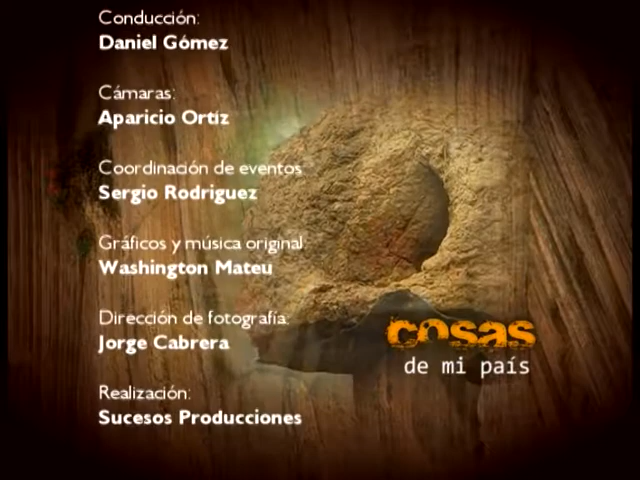 Conducción:
Daniel Gómez
Cámaras:
Aparicio Ortíz
Coordinación de eventos
Sergio Rodriguez
Gráficos y música original
Washington Mateu
Dirección de fotografía:
Jorge Cabrera
Realización:
Sucesos Producciones
cosas
de mi país